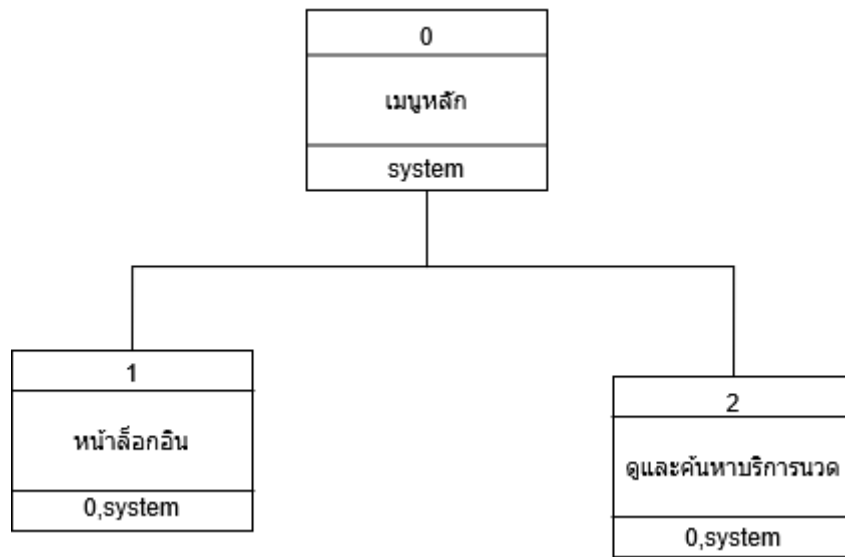 0
เมนูหลัก
system
1
หน้าล็อกอิน
0,system
2
ดูและค้นหาบริการนวด
0,system